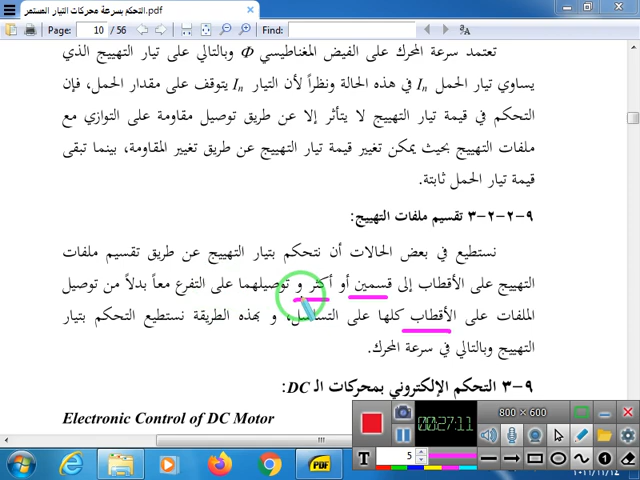 التحكم بسرعة محركات التيار المستمر.pdf
Page:
10
/ 56
Find:
تعتمد سرعة المحرك على الفيض المغناطيسي Φ وبالتالي على تيار التهييج الذي
يساوي تيار الحمل In في هذه الحالة ونظراً لأن التيار In يتوقف على مقدار الحمل، فإن
التحكم في قيمة تيار التهييج لا يتأثر إلا عن طريق توصيل مقاومة على التوازي مع
ملفات التهييج بحيث يمكن تغيير قيمة تيار التهييج عن طريق تغيير المقاومة، بينما تبقى
قيمة تيار الحمل ثابتة.
٩-٢-٢-٣ تقسيم ملفات التهييج:
نستطيع في بعض الحالات أن نتحكم بتيار التهييج عن طريق تقسيم ملفات
التهييج على الأقطاب إلى قسمين أو أكثر و توصيلهما على التفرع معاً بدلاً من توصيل
الملفات على الأقطاب كلها على التسلسل، و بهذه الطريقة نستطيع التحكم بتيار
التهييج وبالتالي في سرعة المحرك.
٩-٣ التحكم الإلكتروني بمحركات الـ DC:
Electronic Control of DC Motor
00:27:11
800 × 600
T
5
PDF